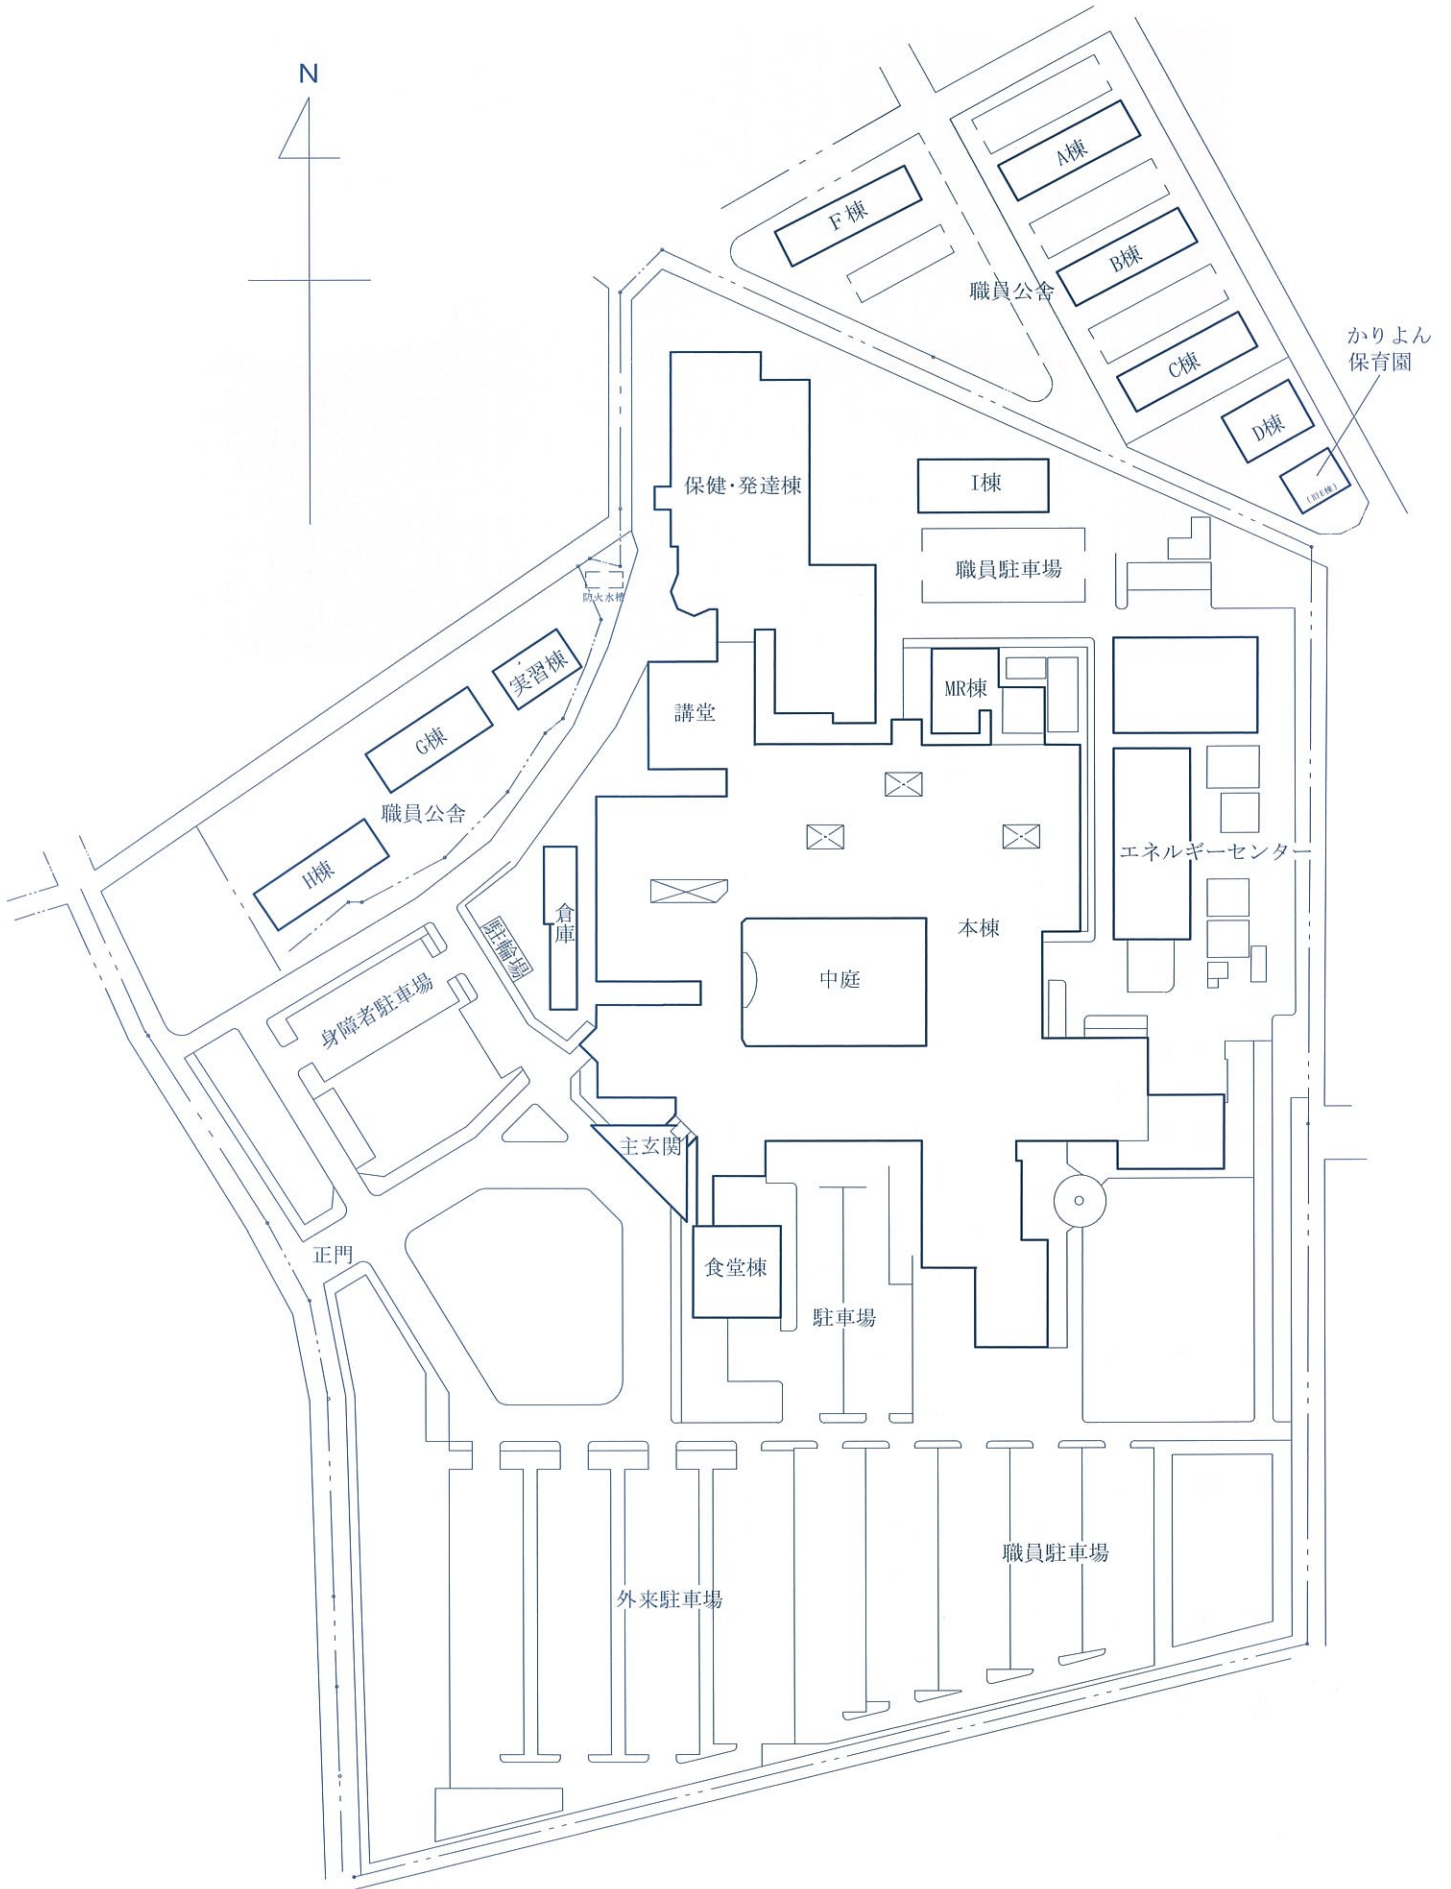 N
A棟
F棟
B棟
職員公舎
かりよん
保育園
C棟
D棟
I棟
保健・発達棟
職員駐車場
防火水槽
実習棟
MR棟
講堂
G棟
職員公舎
エネルギーセンター
H棟
倉庫
本棟
駐輪場
中庭
身障者駐車場
主玄関
正門
食堂棟
駐車場
職員駐車場
外来駐車場